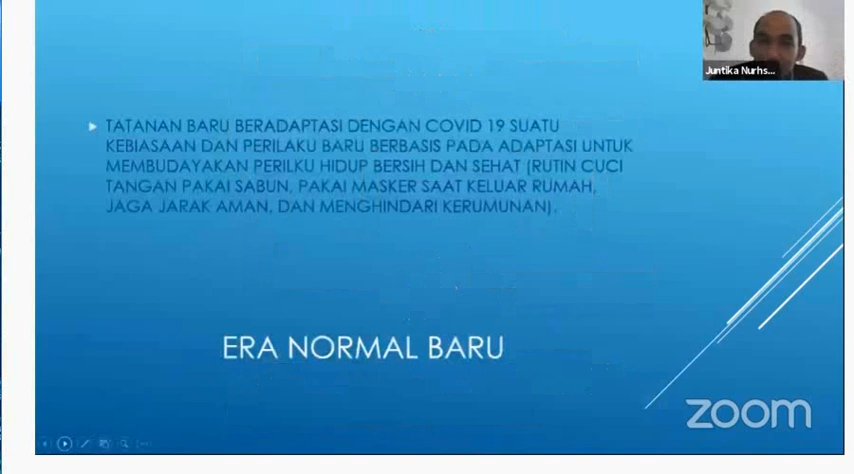 Juntika Nurhs...
TATANAN BARU BERADAPTASI DENGAN COVID 19 SUATU
KEBIASAAN DAN PERILAKU BARU BERBASIS PADA ADAPTASI UNTUK
MEMBUDAYAKAN PERILKU HIDUP BERSIH DAN SEHAT (RUTIN CUCI
TANGAN PAKAI SABUN, PAKAI MASKER SAAT KELUAR RUMAH,
JAGA JARAK AMAN, DAN MENGHINDARI KERUMUNAN).
ERA NORMAL BARU
zoom